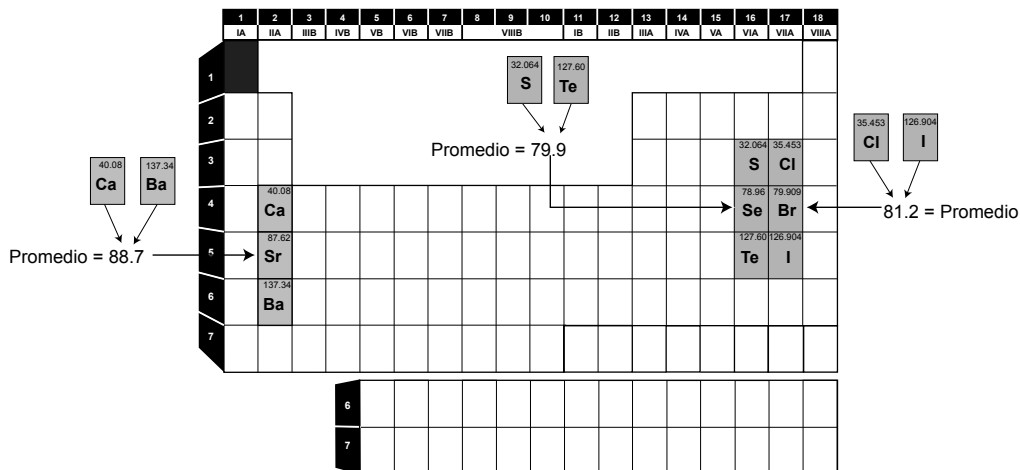 1 2 3 4 5 6 7 8 9 10 11 12 13 14 15 16 17 18
IA IIA IIIB IVB VB VIB VIIB VIIIB IB IIB IIIA IVA VA VIA VIIA VIIIA
1
32.064 127.60
S Te
2
Promedio = 79.9
35.453 126.904
Cl I
3
32.064 35.453
S Cl
40.08 137.34
Ca Ba
4
40.08
Ca
78.96 79.909
Se Br
81.2 = Promedio
Promedio = 88.7
5
87.62
Sr
127.60 126.904
Te I
6
137.34
Ba
7
6
7